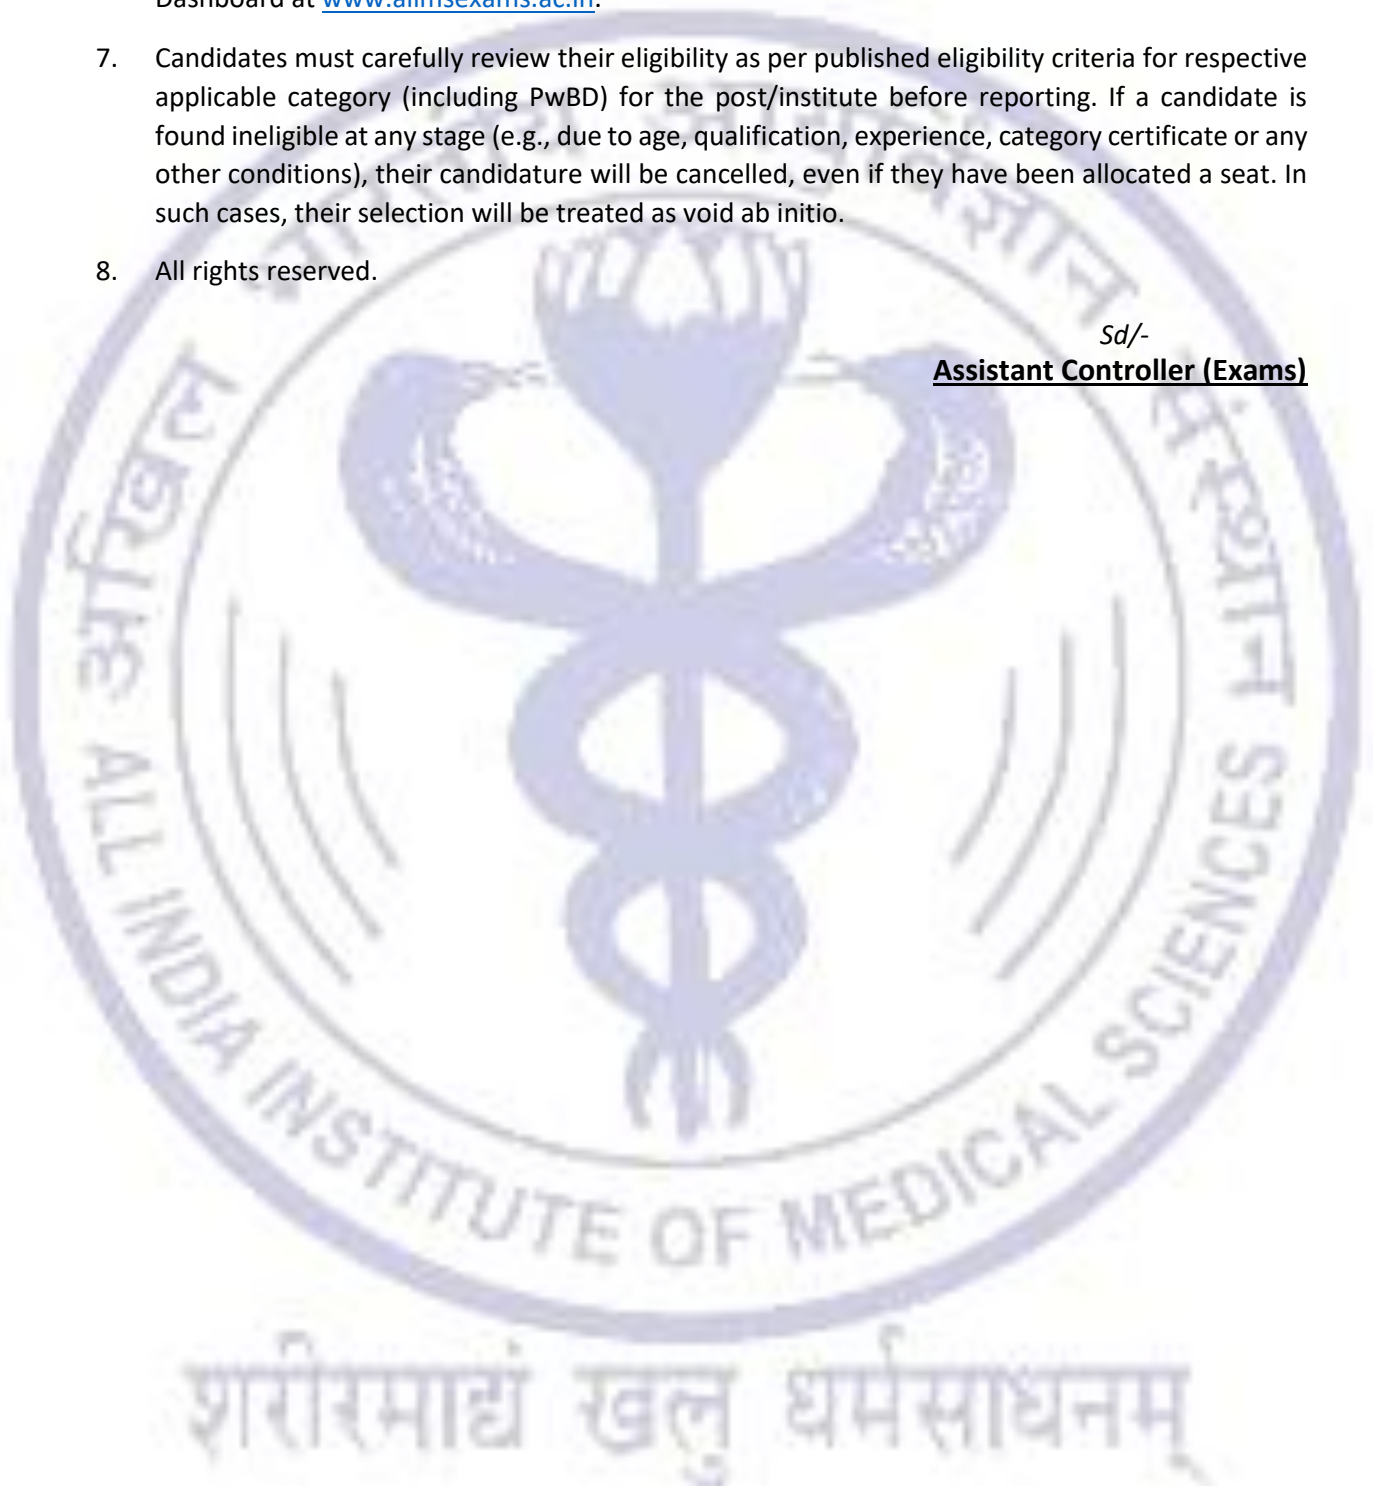 Dashboard at www.aiimsexams.ac.in.
7. Candidates must carefully review their eligibility as per published eligibility criteria for respective
applicable category (including PwBD) for the post/institute before reporting. If a candidate is
found ineligible at any stage (e.g., due to age, qualification, experience, category certificate or any
other conditions), their candidature will be cancelled, even if they have been allocated a seat. In
such cases, their selection will be treated as void ab initio.
8. All rights reserved.
Sd/-
Assistant Controller (Exams)
अखिल भारतीय आयुर्विज्ञान संस्थान
ALL INDIA INSTITUTE OF MEDICAL SCIENCES
शरीरमाद्यं खलु धर्मसाधनम्